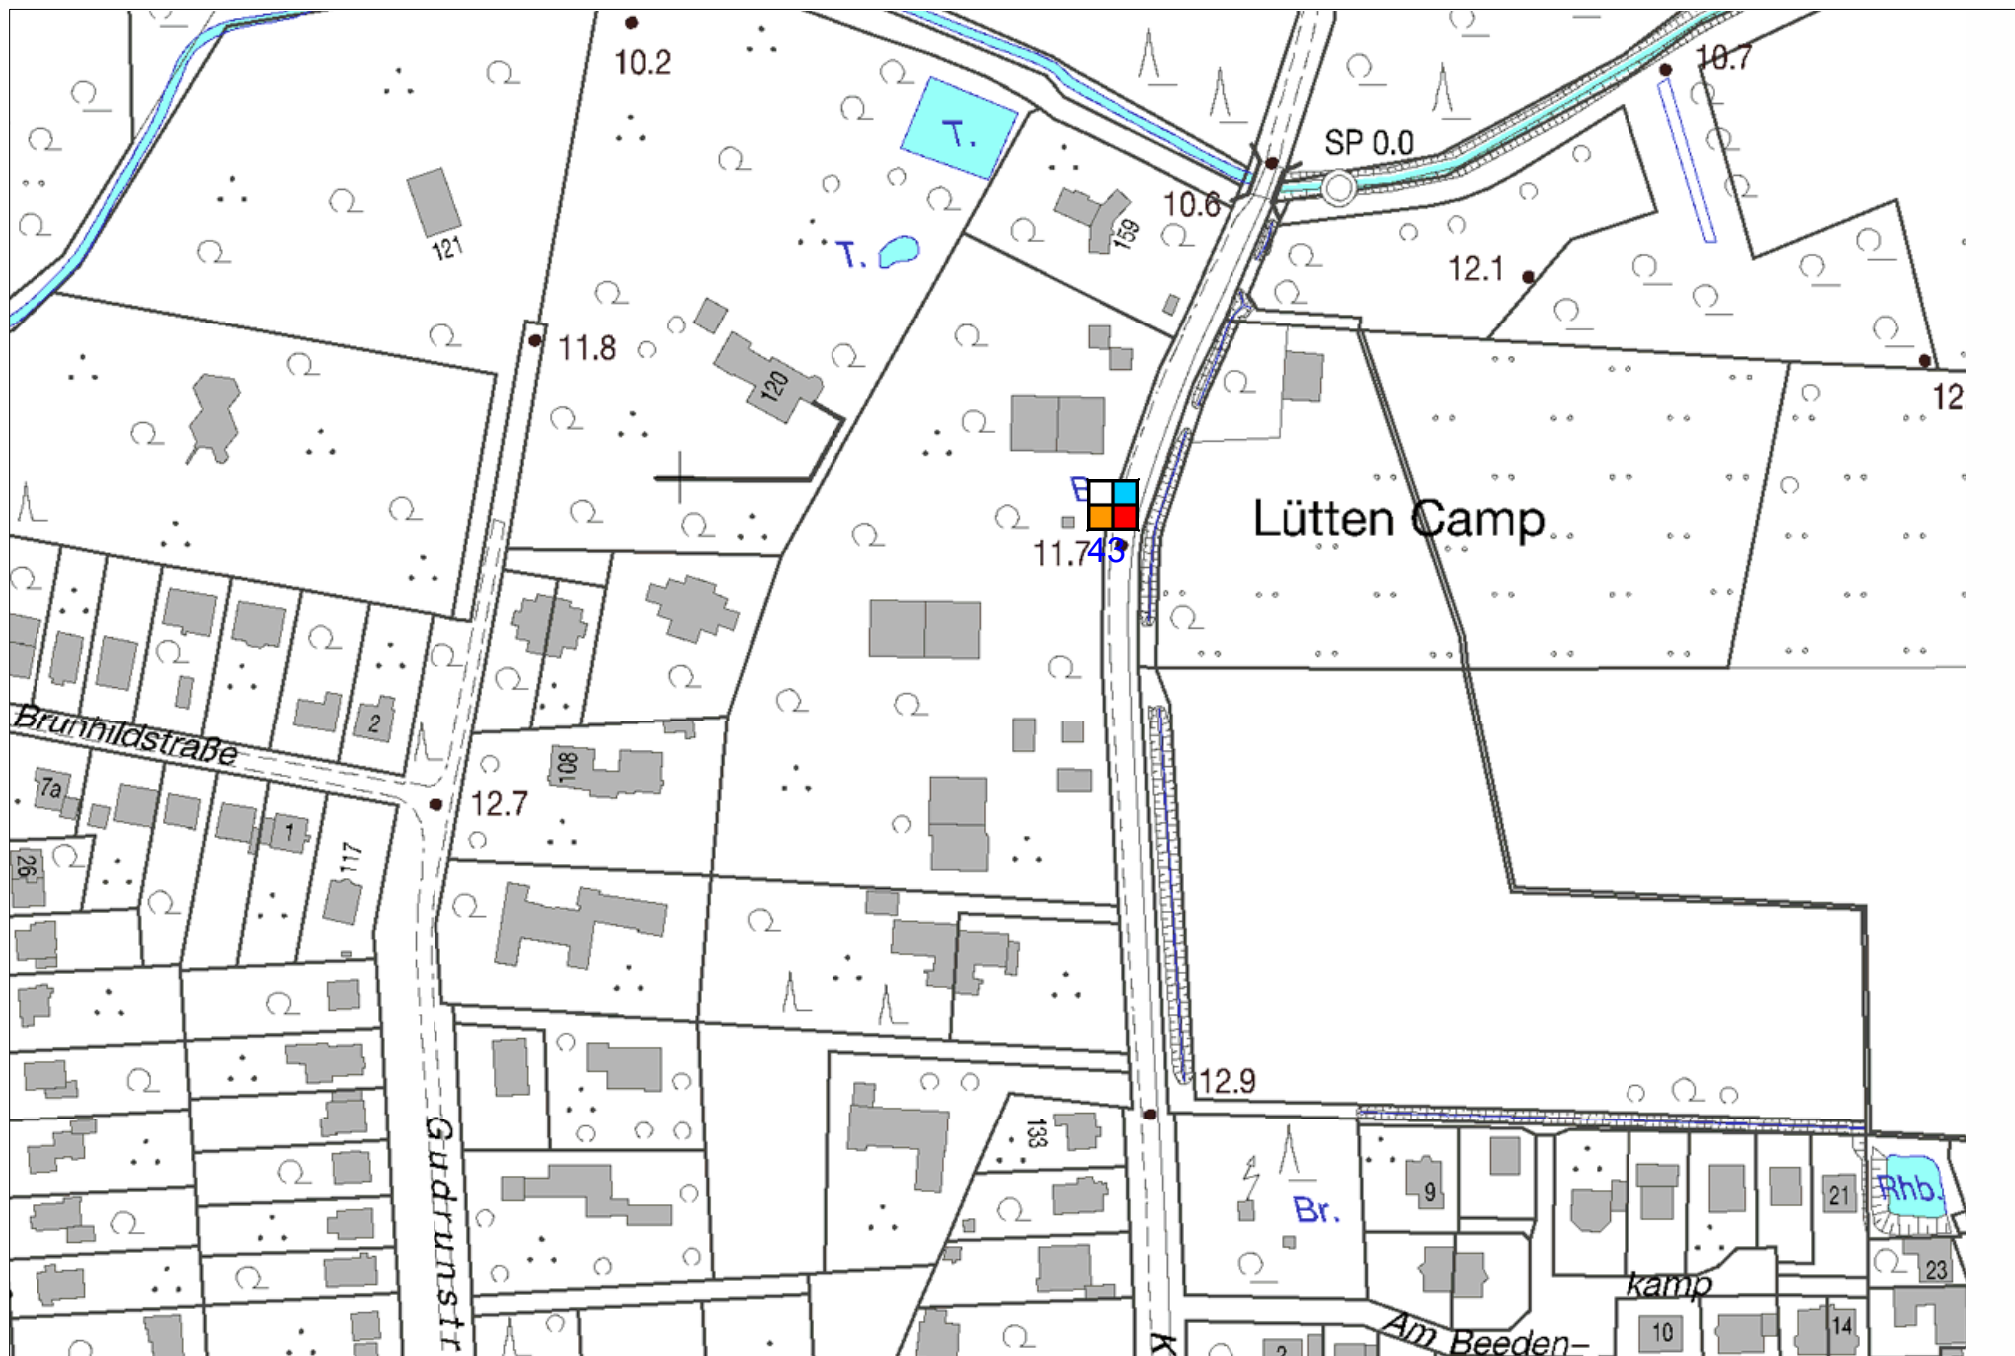 10.2
10.7
T.
SP 0.0
10.6
121
159
T.
12.1
11.8
120
12
Lütten Camp
11.7
43
2
Brunhildstraße
108
7a
12.7
1
117
26
12.9
Gudrunstr
133
9
Br.
21
Rhb.
23
kamp
Am Beeden–
10
14
2
K